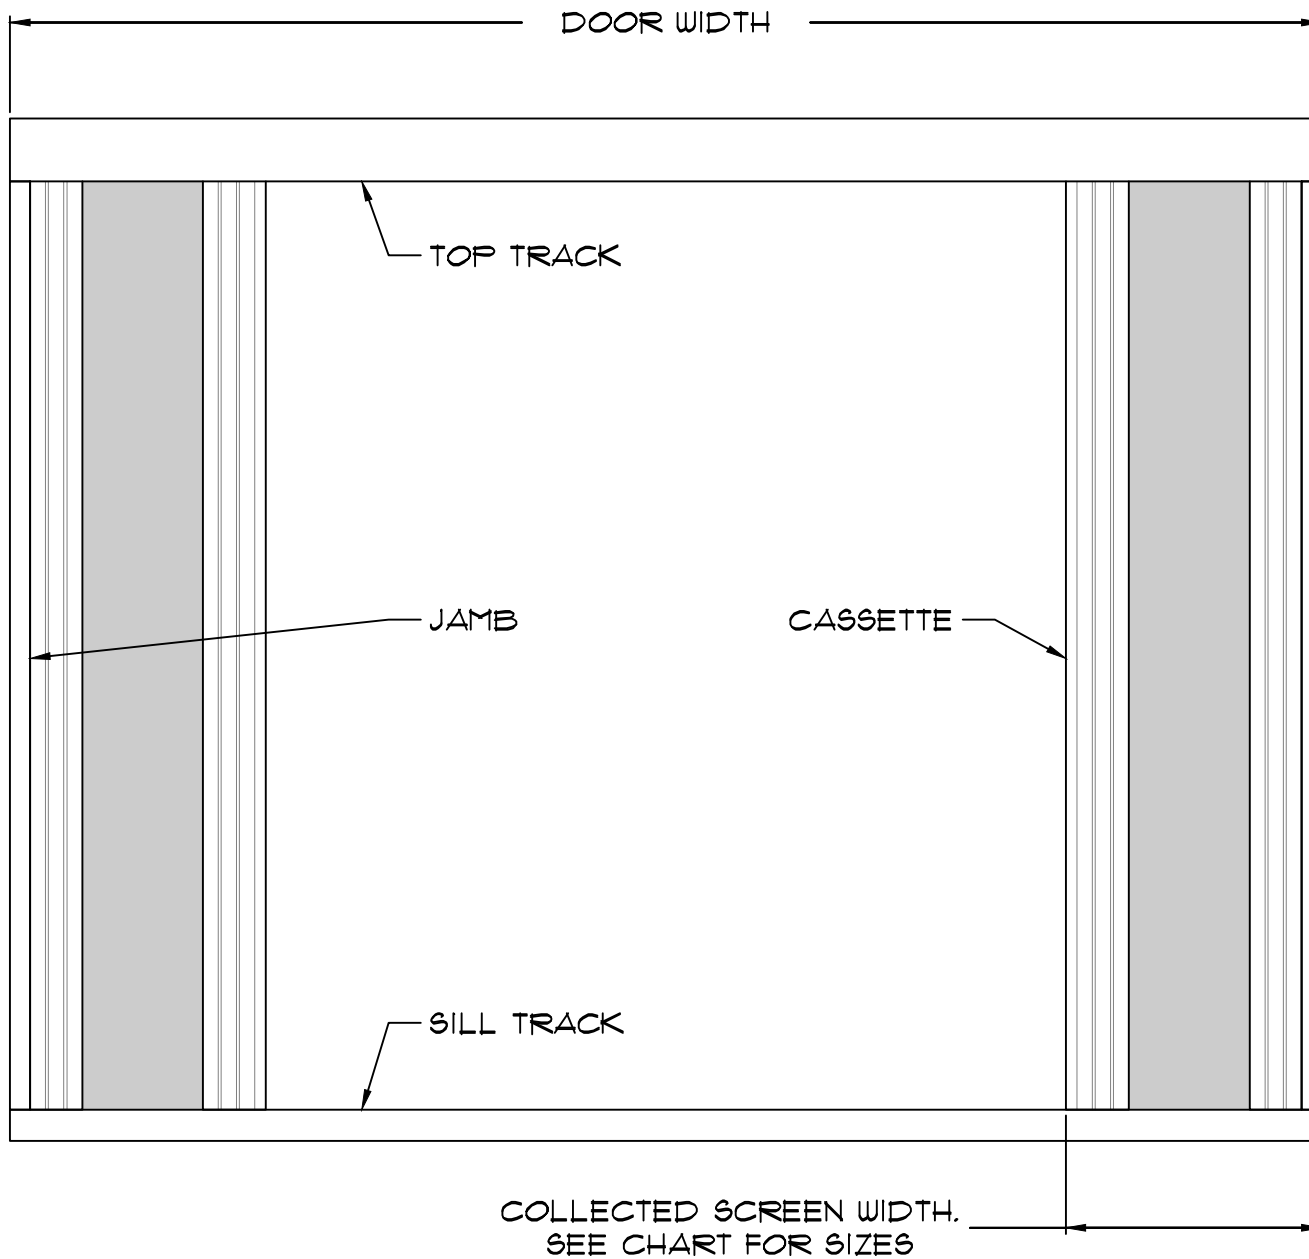 DOOR WIDTH
TOP TRACK
JAMB
CASSETTE
SILL TRACK
COLLECTED SCREEN WIDTH.
SEE CHART FOR SIZES